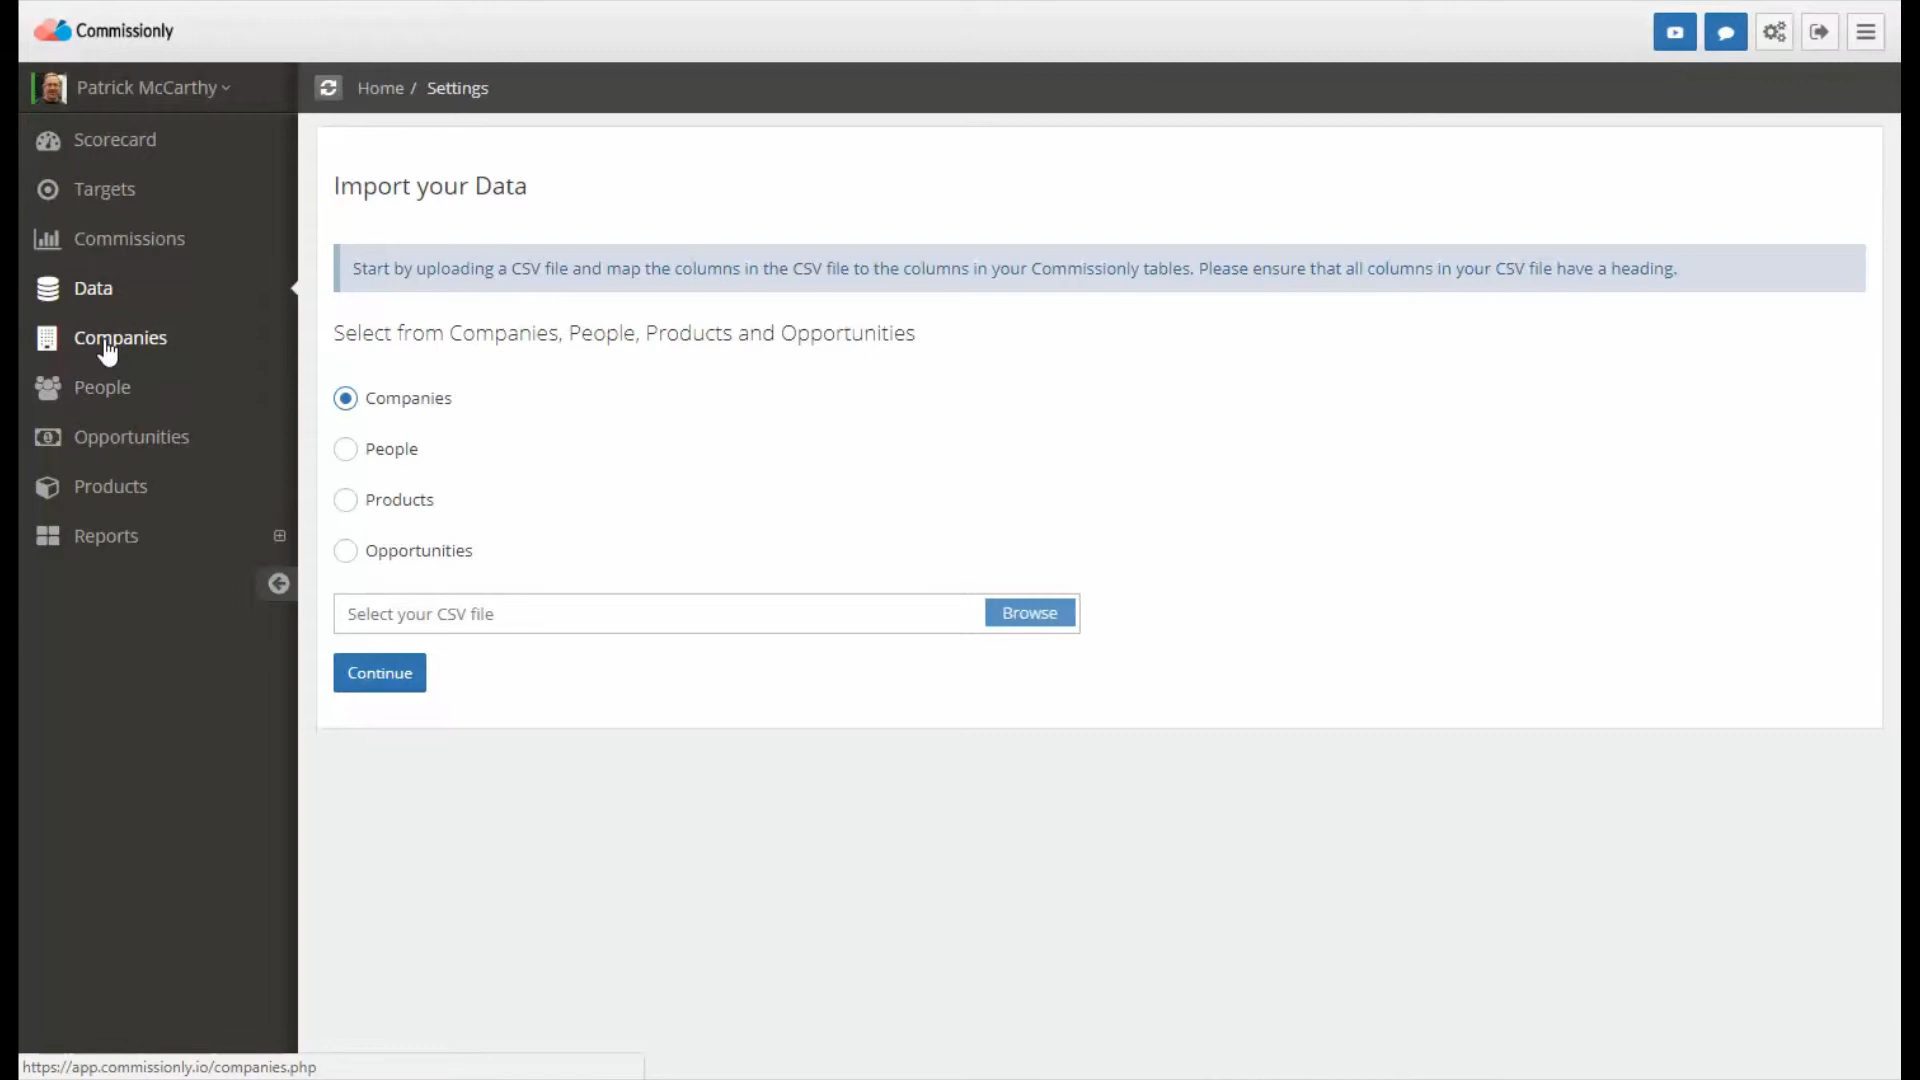 Commissionly
Patrick McCarthy
Home / Settings
Scorecard
Targets
Commissions
Data
Companies
People
Opportunities
Products
Reports
Import your Data
Start by uploading a CSV file and map the columns in the CSV file to the columns in your Commissionly tables. Please ensure that all columns in your CSV file have a heading.
Select from Companies, People, Products and Opportunities
Companies
People
Products
Opportunities
Select your CSV file
Browse
Continue
https://app.commissionly.io/companies.php